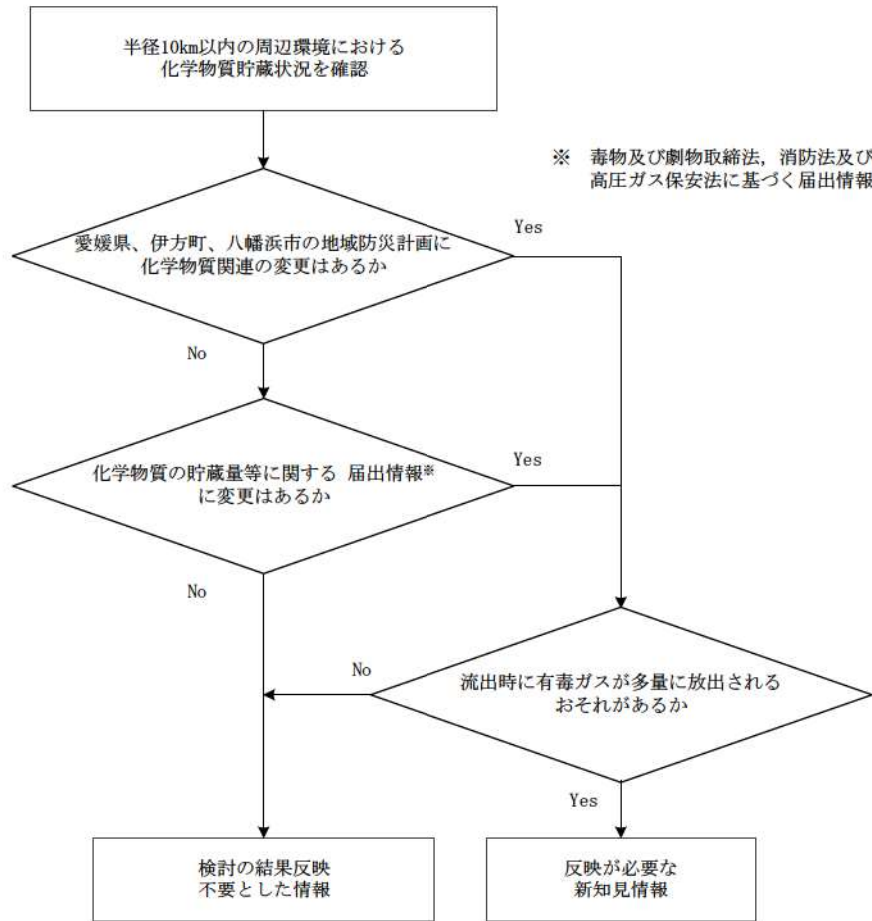 半径10km以内の周辺環境における
化学物質貯蔵状況を確認
※ 毒物及び劇物取締法，消防法及び
高圧ガス保安法に基づく届出情報
愛媛県、伊方町、八幡浜市の地域防災計画に
化学物質関連の変更はあるか
Yes
No
化学物質の貯蔵量等に関する 届出情報※
に変更はあるか
Yes
No
流出時に有毒ガスが多量に放出される
おそれがあるか
No
Yes
検討の結果反映
不要とした情報
反映が必要な
新知見情報